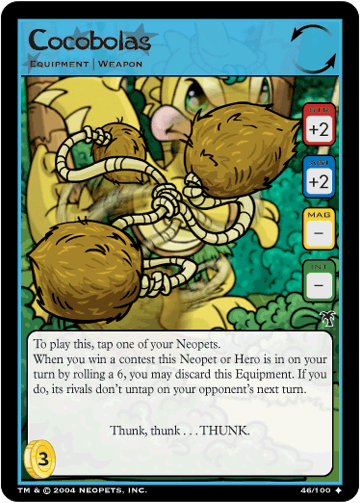 Cocobolas
EQUIPMENT | WEAPON
STR
+2
AGI
+2
MAG
–
INT
–
To play this, tap one of your Neopets.
When you win a contest this Neopet or Hero is in on your
turn by rolling a 6, you may discard this Equipment. If you
do, its rivals don't untap on your opponent's next turn.
Thunk, thunk . . . THUNK.
3
TM & © 2004 NEOPETS, INC.
46/100